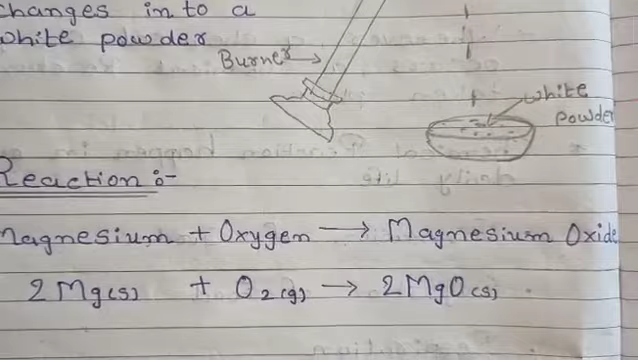 changes in to a
white powder
Burner
white
powder
Reaction :-
Magnesium + Oxygen → Magnesium Oxide
2Mg(s) + O2(g) → 2MgO(s)